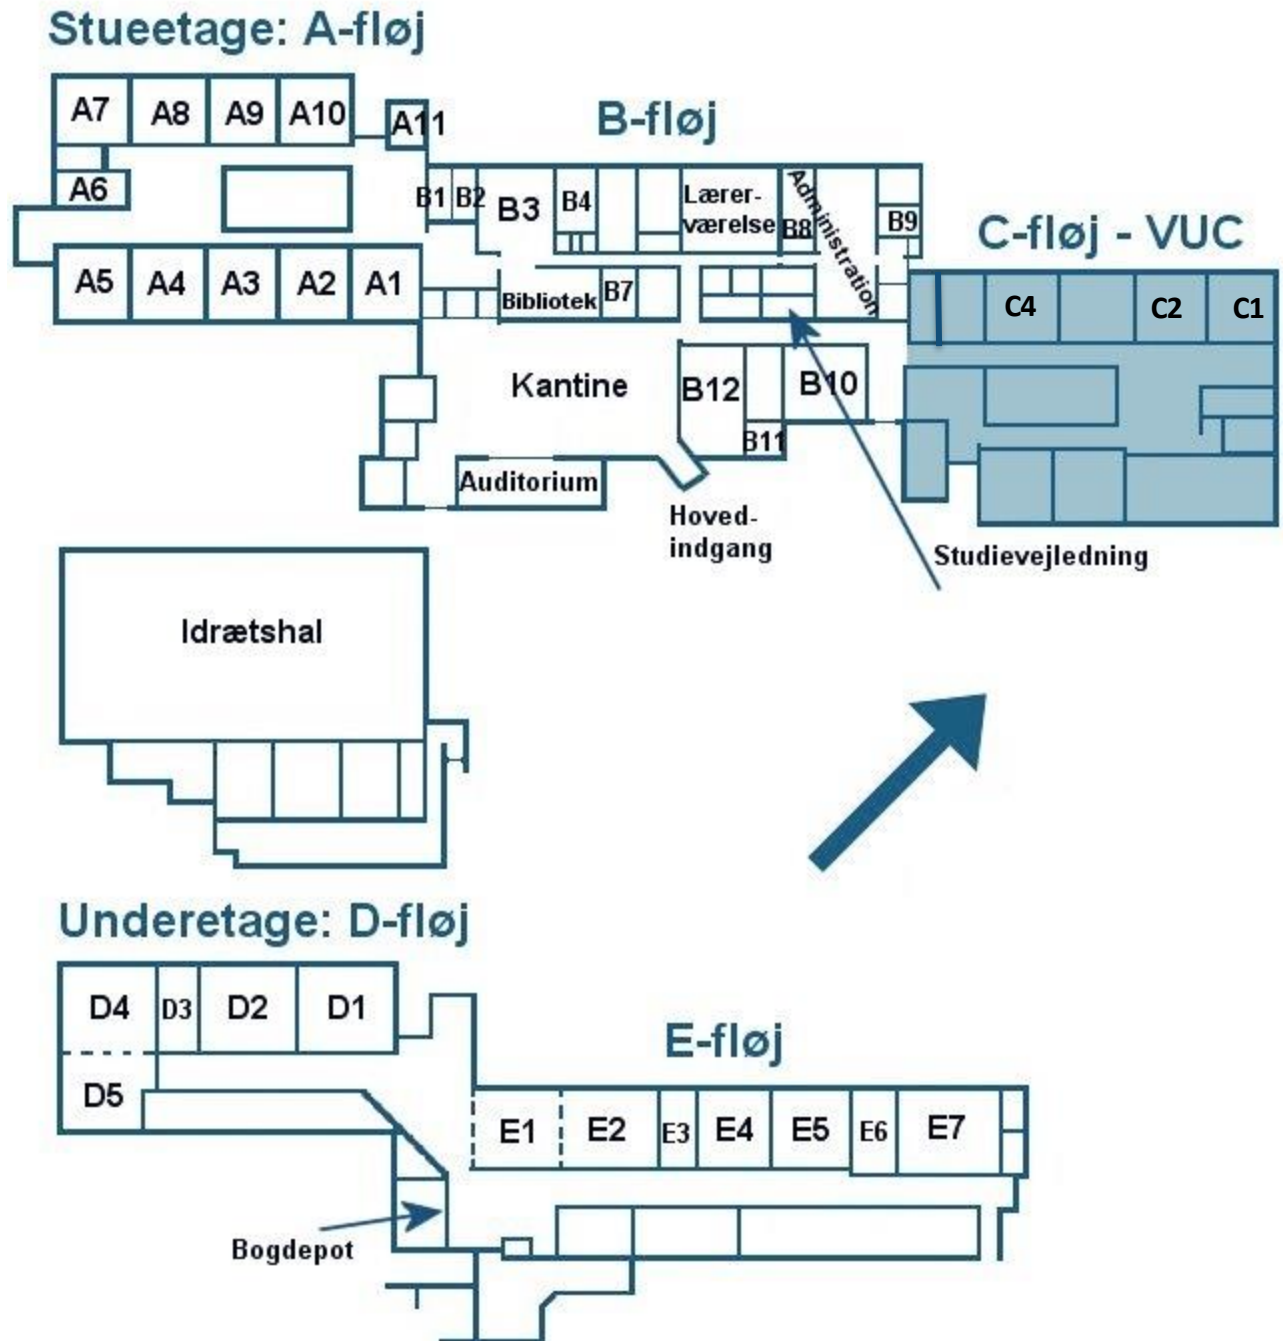 Stueetage: A-fløj
A7
A8
A9
A10
A11
A6
A5
A4
A3
A2
A1
B-fløj
B1
B2
B3
B4
Lærer-
værelse
B8
Administration
B9
Bibliotek
B7
Kantine
B12
B10
B11
Auditorium
Hoved-
indgang
Studievejledning
C-fløj - VUC
C4
C2
C1
Idrætshal
Underetage: D-fløj
D4
D3
D2
D1
D5
E-fløj
E1
E2
E3
E4
E5
E6
E7
Bogdepot